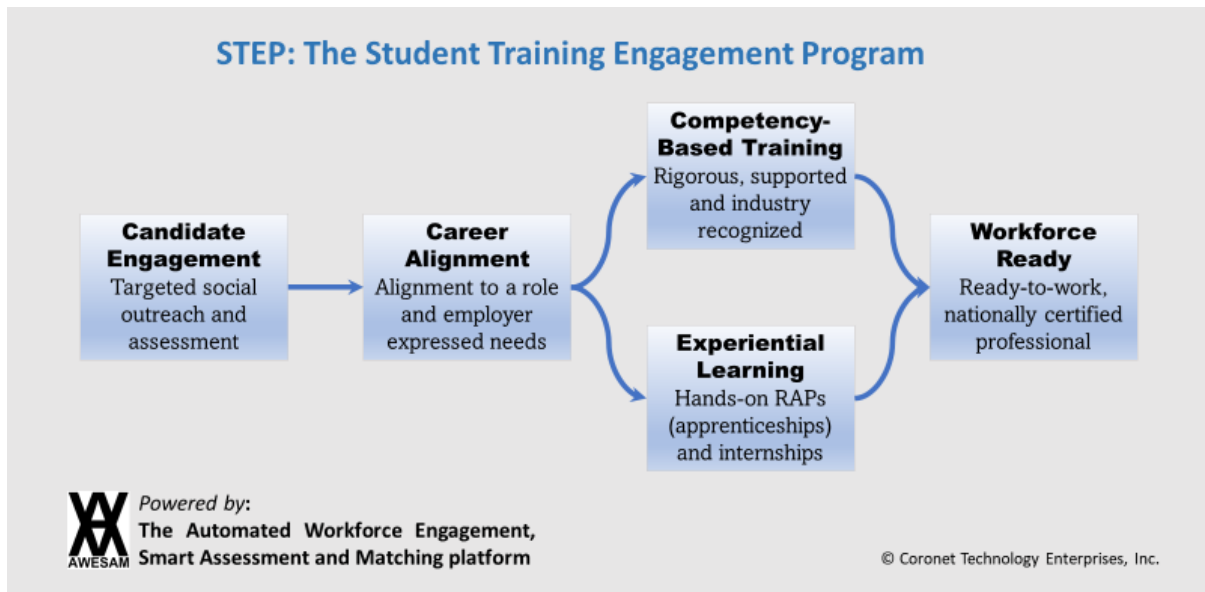 STEP: The Student Training Engagement Program
Candidate
Engagement
Targeted social
outreach and
assessment
Career
Alignment
Alignment to a role
and employer
expressed needs
Competency-
Based Training
Rigorous, supported
and industry
recognized
Experiential
Learning
Hands-on RAPs
(apprenticeships)
and internships
Workforce
Ready
Ready-to-work,
nationally certified
professional
AWESAM
Powered by:
The Automated Workforce Engagement,
Smart Assessment and Matching platform
© Coronet Technology Enterprises, Inc.